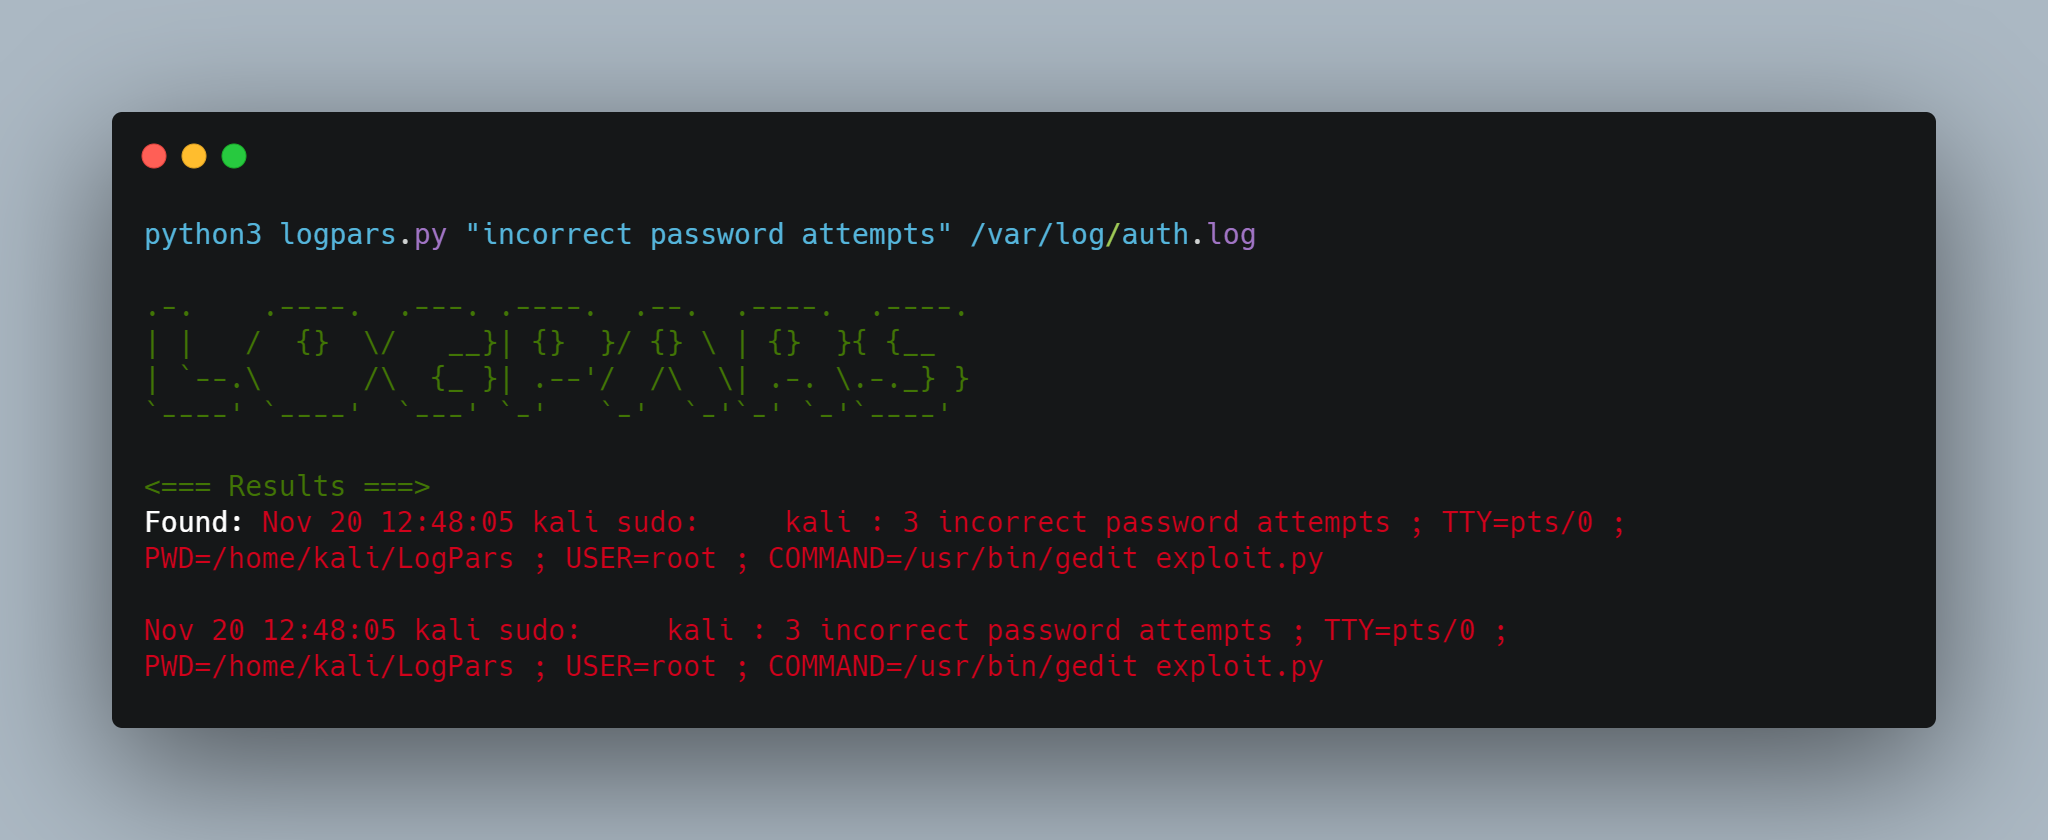 python3 logpars.py "incorrect password attempts" /var/log/auth.log
.-.    .----.  .---. .----.  .--.  .----.  .----.
| |   /  {}  \/   __}| {}  }/ {} \ | {}  }{ {__
| `--.\      /\  {_ }| .--'/  /\  \| .-. \.-._} }
`----' `----'  `---' `-'   `-'  `-'`-' `-'`----'
<=== Results ===>
Found: Nov 20 12:48:05 kali sudo:     kali : 3 incorrect password attempts ; TTY=pts/0 ;
PWD=/home/kali/LogPars ; USER=root ; COMMAND=/usr/bin/gedit exploit.py
Nov 20 12:48:05 kali sudo:     kali : 3 incorrect password attempts ; TTY=pts/0 ;
PWD=/home/kali/LogPars ; USER=root ; COMMAND=/usr/bin/gedit exploit.py